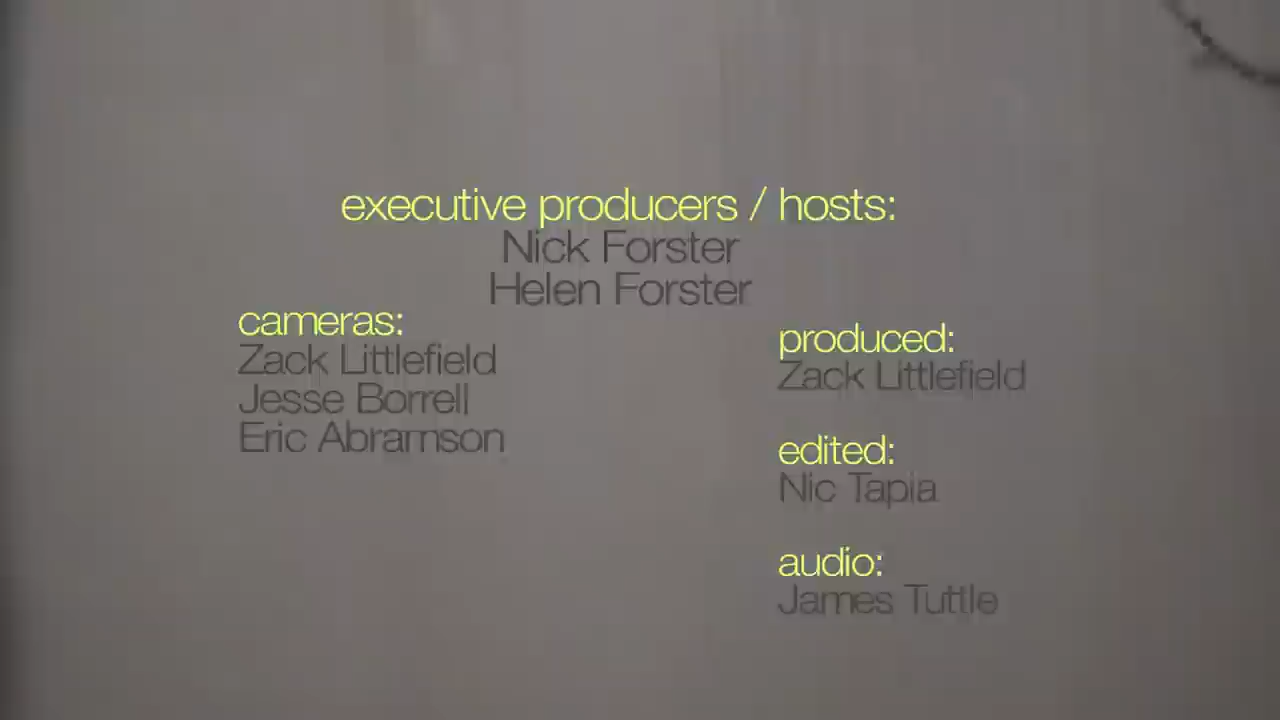 executive producers / hosts:
Nick Forster
Helen Forster
cameras:
Zack Littlefield
Jesse Borrell
Eric Abramson
produced:
Zack Littlefield
edited:
Nic Tapia
audio:
James Tuttle